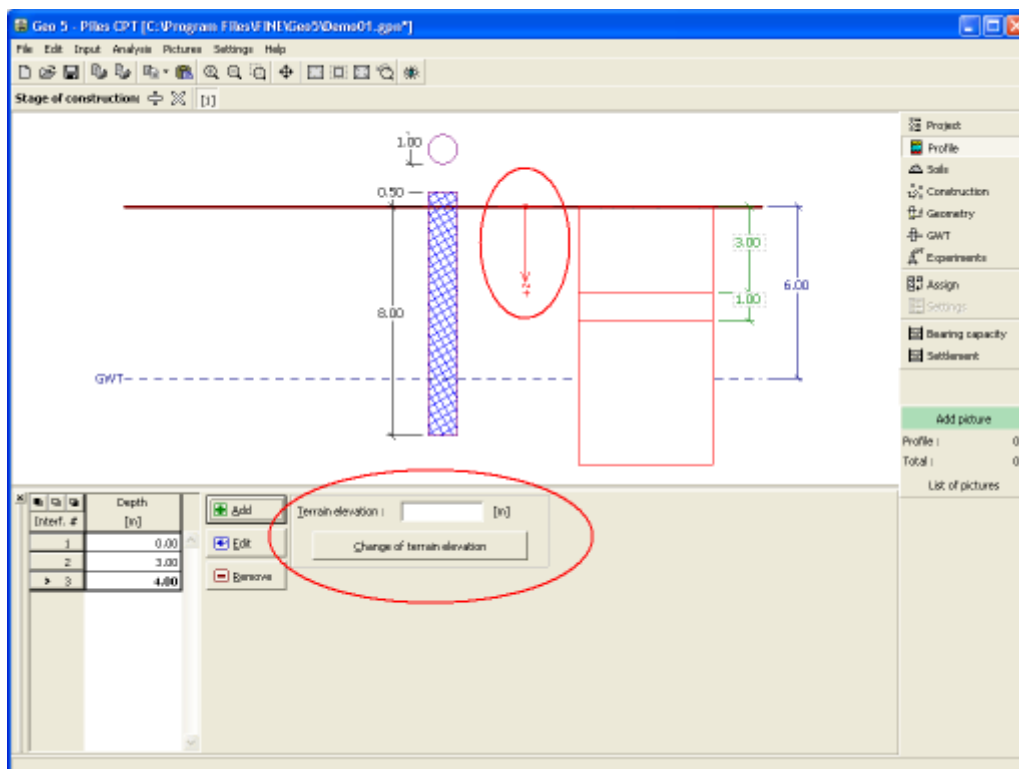 Geo 5 - Piles CPT [C:\Program Files\FINE\Geo5\Demo01.gpn*]
File Edit Input Analysis Pictures Settings Help
Stage of construction: [1]
1.00
0.50
8.00
GWT
+z
3.00
1.00
6.00
Project
Profile
Soils
Construction
Geometry
GWT
Experiments
Assign
Settings
Bearing capacity
Settlement
Add picture
Profile : 0
Total : 0
List of pictures
Interf. # Depth
[m]
1 0.00
2 3.00
> 3 4.00
Add
Edit
Remove
Terrain elevation : [m]
Change of terrain elevation